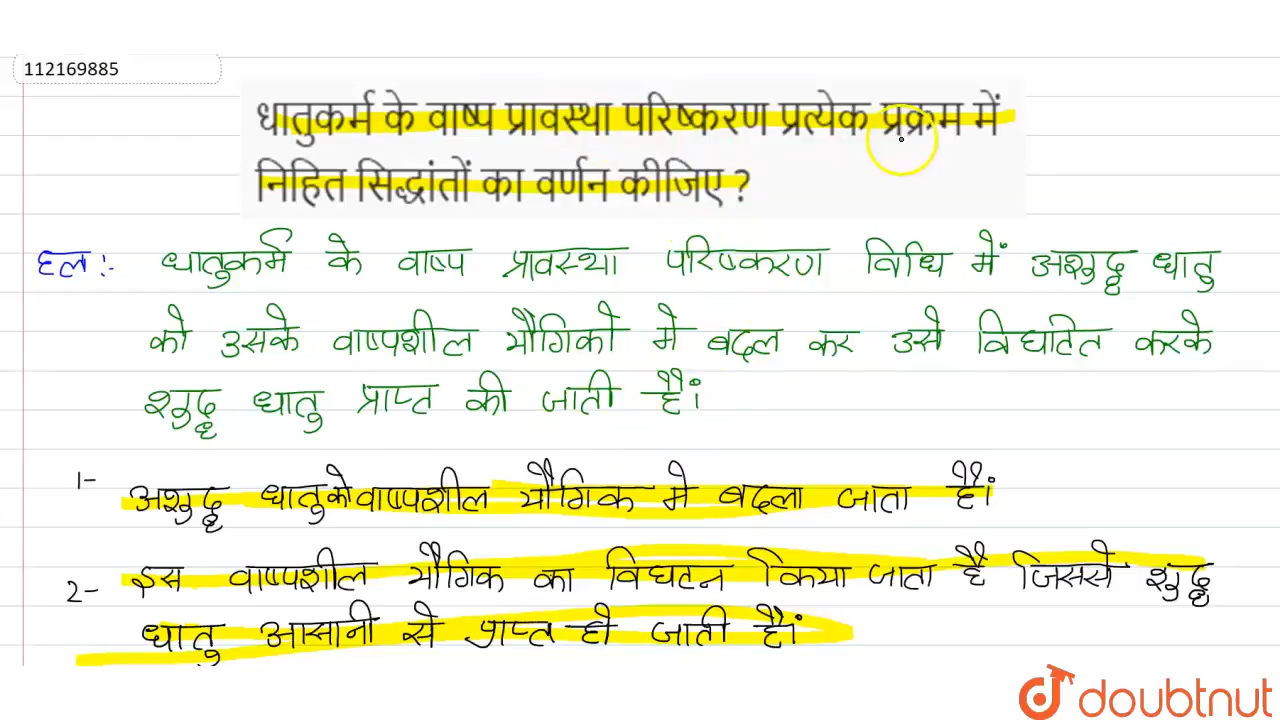 112169885
धातुकर्म के वाष्प प्रावस्था परिष्करण प्रत्येक प्रक्रम में
निहित सिद्धांतों का वर्णन कीजिए ?
हल :- धातुकर्म के वाष्प प्रावस्था परिष्करण विधि में अशुद्ध धातु
को उसके वाष्पशील यौगिको मे बदल कर उसे विघटित करके
शुद्ध धातु प्राप्त की जाती हैं।
1- अशुद्ध धातु को वाष्पशील यौगिक मे बदला जाता हैं।
2- इस वाष्पशील यौगिक का विघटन किया जाता है जिससे शुद्ध
धातु आसानी से प्राप्त हो जाती हैं।
doubtnut